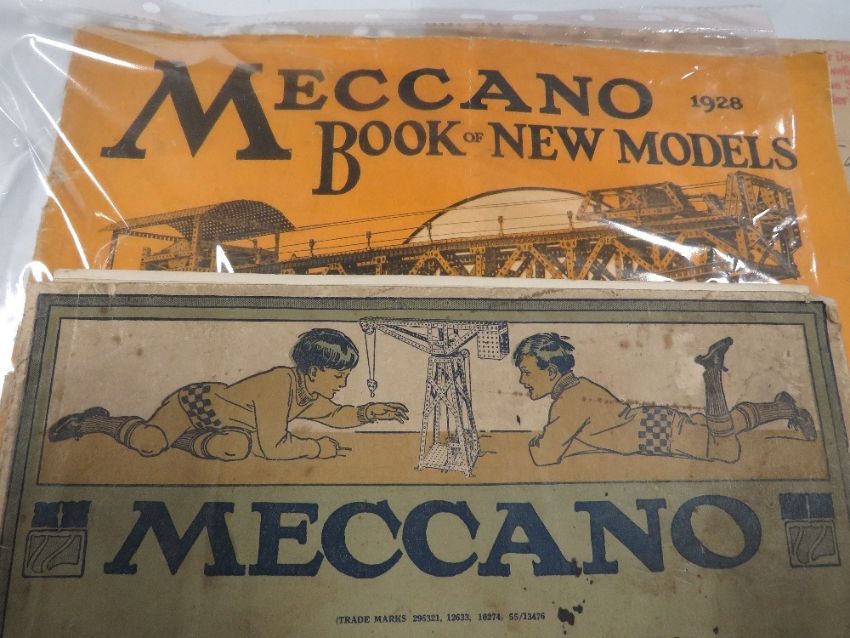 MECCANO 1928
BOOK OF NEW MODELS
MECCANO
(TRADE MARKS 296321, 12633, 10274, 55/13476